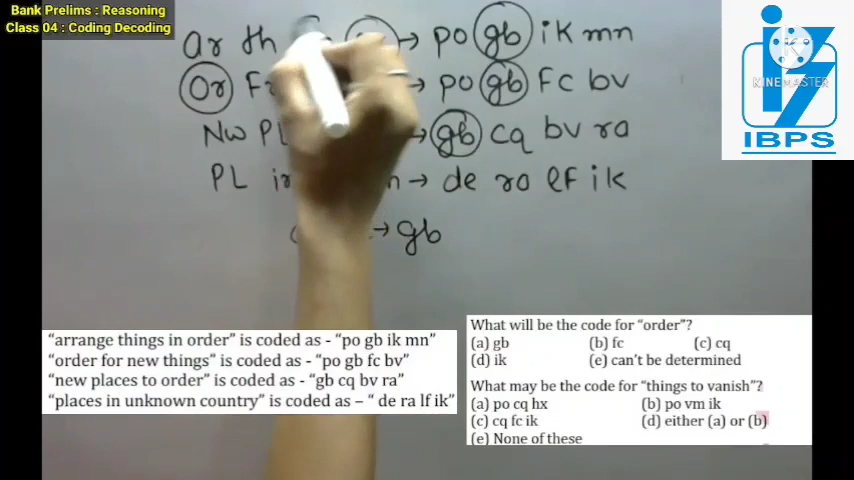 Bank Prelims : Reasoning
Class 04 : Coding Decoding
Ar th → po gb ik mn
Or → po gb Fc bv
Nw PL → gb cq bv ra
PL → de ra lf ik
→ gb
KINEMASTER
IBPS
"arrange things in order" is coded as - "po gb ik mn"
"order for new things" is coded as - "po gb fc bv"
"new places to order" is coded as - "gb cq bv ra"
"places in unknown country" is coded as – " de ra lf ik"
What will be the code for "order"?
(a) gb (b) fc (c) cq
(d) ik (e) can't be determined
What may be the code for "things to vanish"?
(a) po cq hx (b) po vm ik
(c) cq fc ik (d) either (a) or (b)
(e) None of these